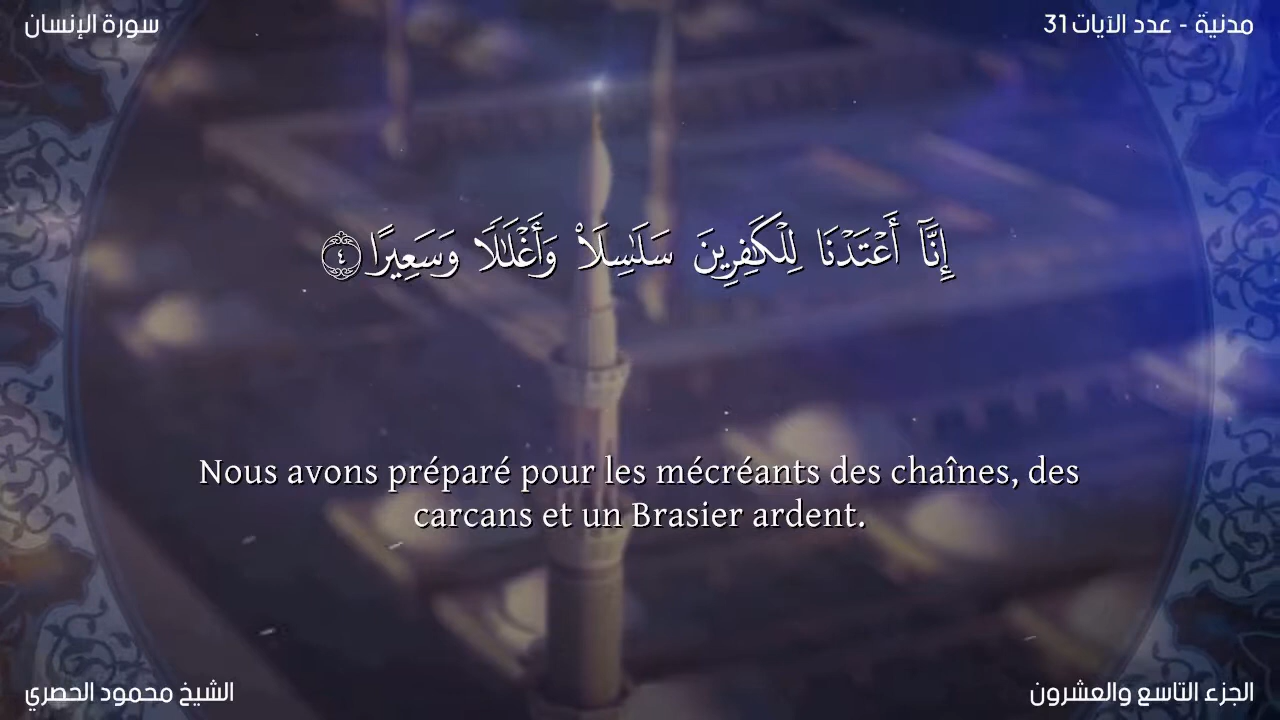 سورة الإنسان
مدنية - عدد الآيات 31
إِنَّآ أَعْتَدْنَا لِلْكَٰفِرِينَ سَلَٰسِلَا۟ وَأَغْلَٰلًا وَسَعِيرًا ٤
Nous avons préparé pour les mécréants des chaînes, des
carcans et un Brasier ardent.
الشيخ محمود الحصري
الجزء التاسع والعشرون